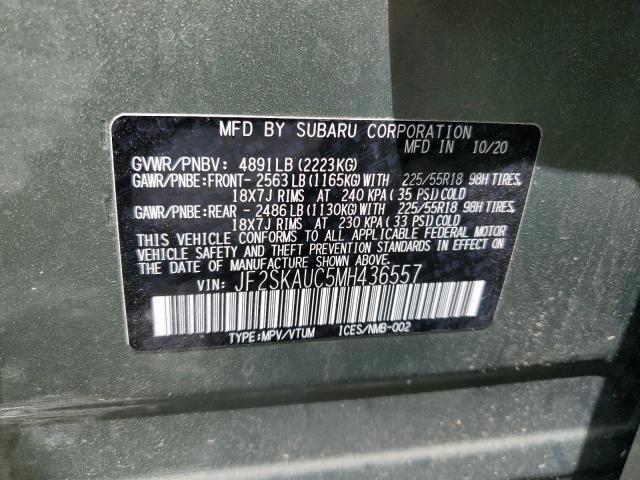 MFD BY SUBARU CORPORATION
MFD IN 10/20
GVWR/PNBV: 4891LB(2223KG)
GAWR/PNBE:FRONT-2563LB(1165KG)WITH 225/55R18 98H TIRES,
18X7J RIMS AT 240 KPA(35 PSI)COLD
GAWR/PNBE:REAR -2486LB(1130KG)WITH 225/55R18 98H TIRES,
18X7J RIMS AT 230 KPA(33 PSI)COLD
THIS VEHICLE CONFORMS TO ALL APPLICABLE FEDERAL MOTOR
VEHICLE SAFETY AND THEFT PREVENTION STANDARDS IN EFFECT
ON THE DATE OF MANUFACTURE SHOWN ABOVE.
VIN: JF2SKAUC5MH436557
TYPE:MPV/VTUM ICES/NMB-002